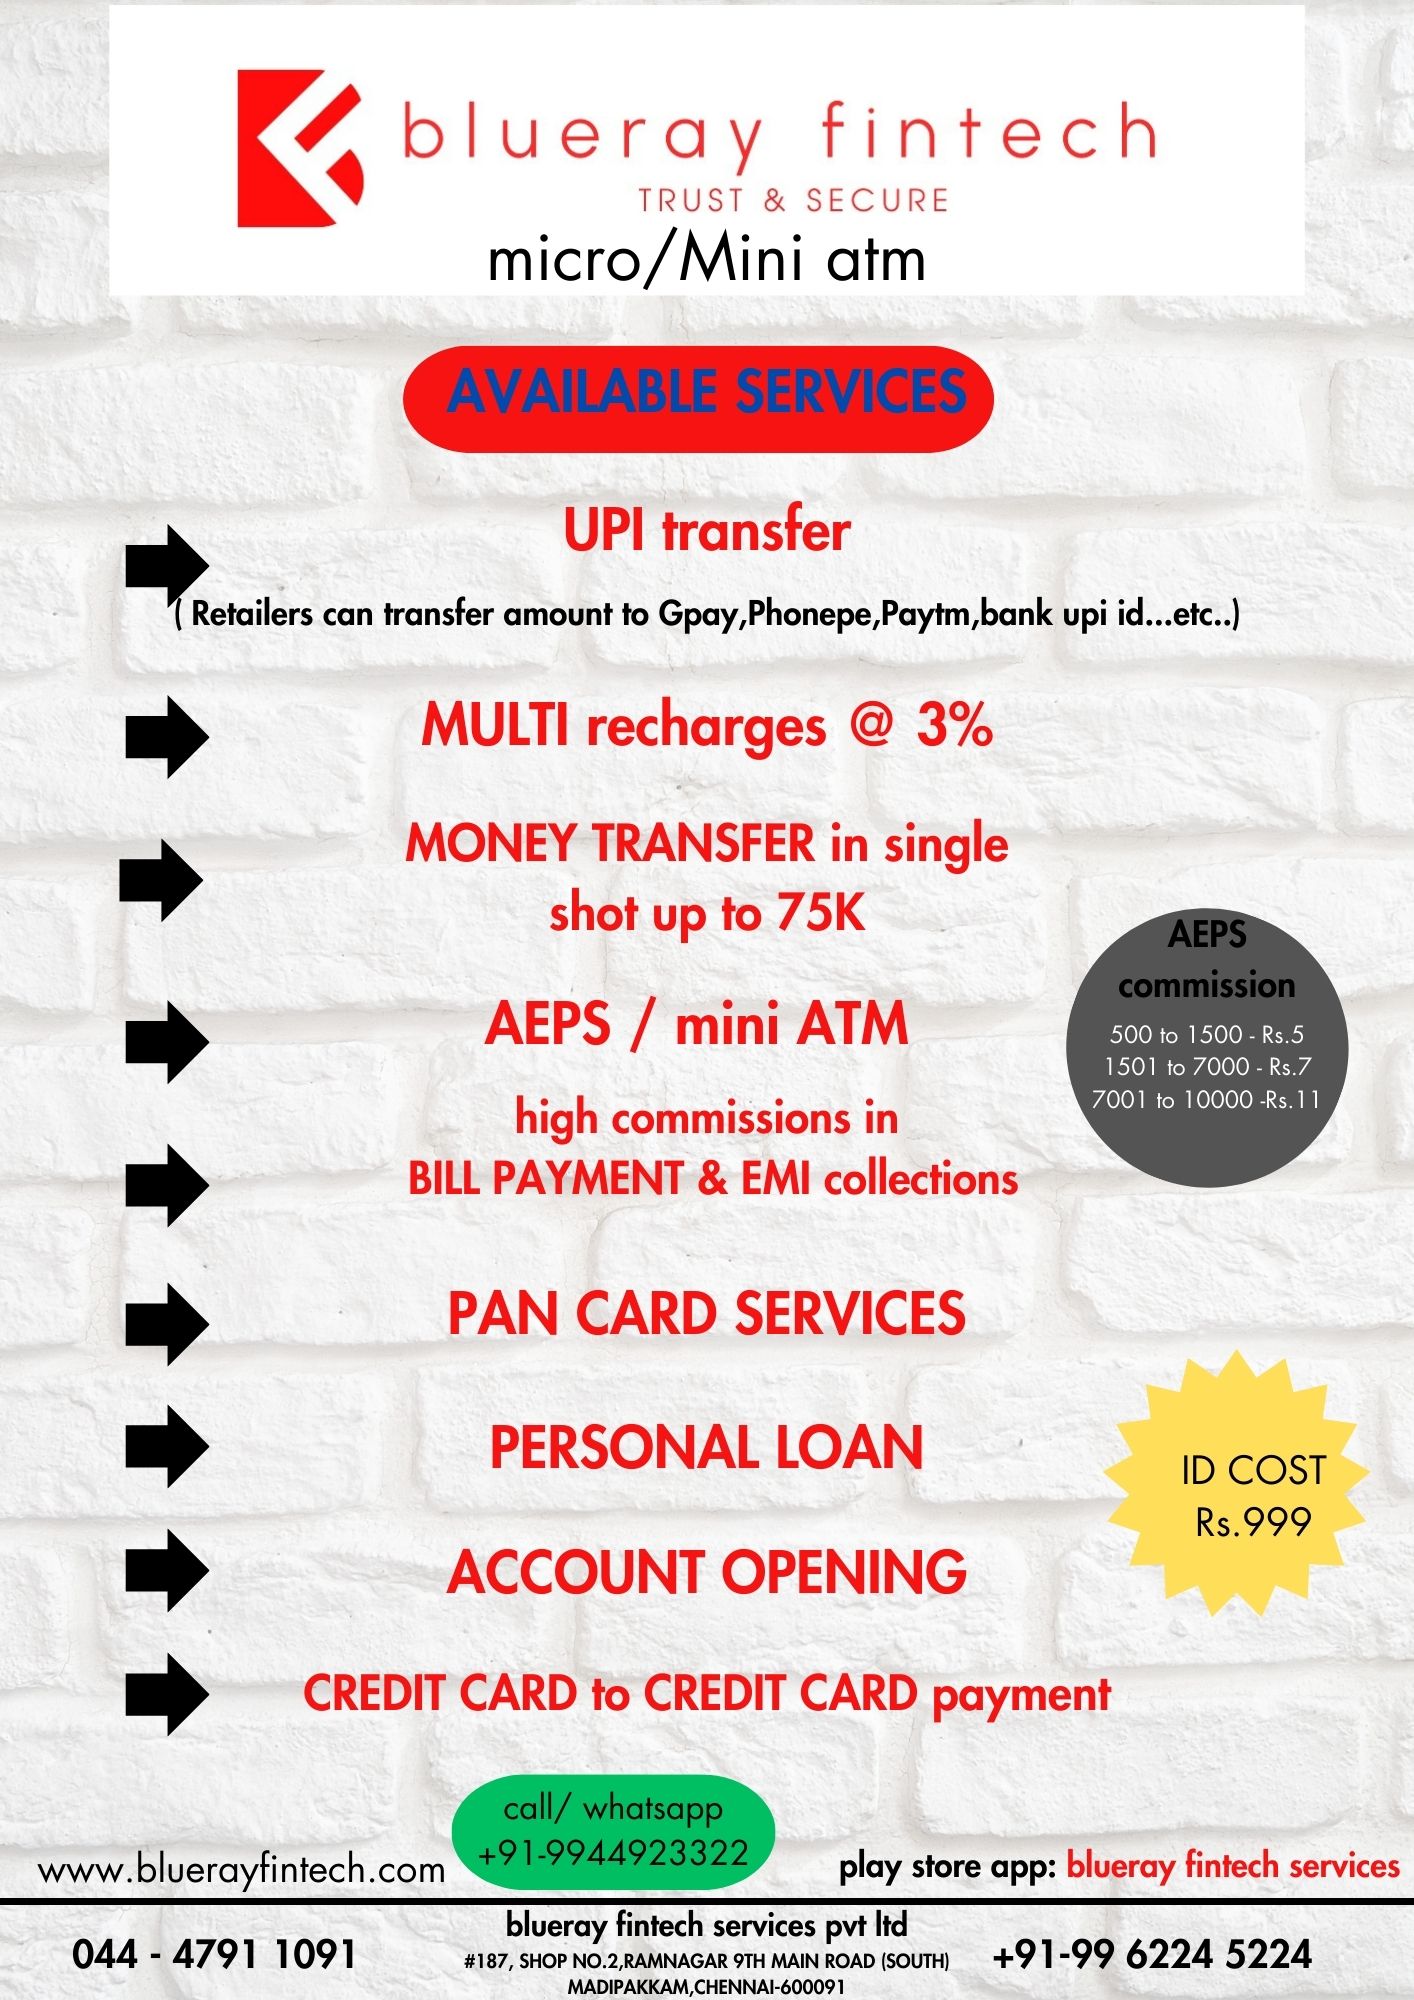 blueray fintech
TRUST & SECURE
micro/Mini atm
AVAILABLE SERVICES
UPI transfer
( Retailers can transfer amount to Gpay,Phonepe,Paytm,bank upi id...etc..)
MULTI recharges @ 3%
MONEY TRANSFER in single
shot up to 75K
AEPS
commission
500 to 1500 - Rs.5
1501 to 7000 - Rs.7
7001 to 10000 -Rs.11
AEPS / mini ATM
high commissions in
BILL PAYMENT & EMI collections
PAN CARD SERVICES
PERSONAL LOAN
ID COST
Rs.999
ACCOUNT OPENING
CREDIT CARD to CREDIT CARD payment
call/ whatsapp
+91-9944923322
www.bluerayfintech.com
play store app: blueray fintech services
blueray fintech services pvt ltd
044 - 4791 1091
#187, SHOP NO.2,RAMNAGAR 9TH MAIN ROAD (SOUTH)
MADIPAKKAM,CHENNAI-600091
+91-99 6224 5224